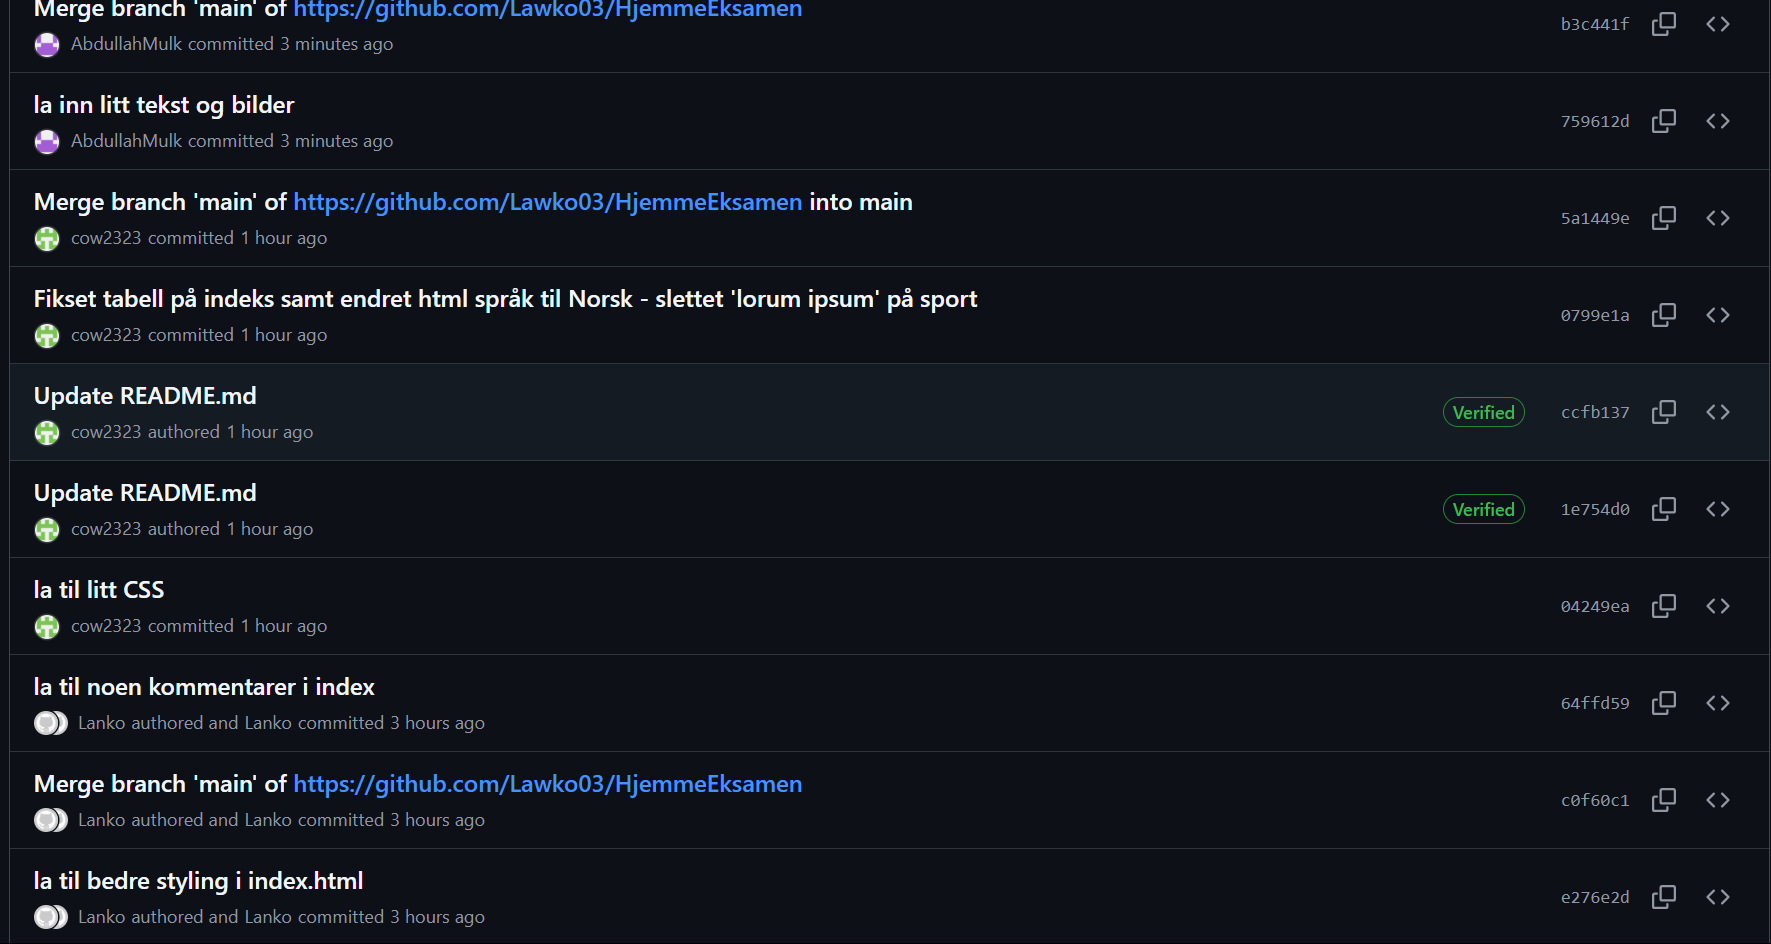 Merge branch 'main' of https://github.com/Lawko03/HjemmeEksamen
AbdullahMulk committed 3 minutes ago
b3c441f
la inn litt tekst og bilder
AbdullahMulk committed 3 minutes ago
759612d
Merge branch 'main' of https://github.com/Lawko03/HjemmeEksamen into main
cow2323 committed 1 hour ago
5a1449e
Fikset tabell på indeks samt endret html språk til Norsk - slettet 'lorum ipsum' på sport
cow2323 committed 1 hour ago
0799e1a
Update README.md
cow2323 authored 1 hour ago
Verified ccfb137
Update README.md
cow2323 authored 1 hour ago
Verified 1e754d0
la til litt CSS
cow2323 committed 1 hour ago
04249ea
la til noen kommentarer i index
Lanko authored and Lanko committed 3 hours ago
64ffd59
Merge branch 'main' of https://github.com/Lawko03/HjemmeEksamen
Lanko authored and Lanko committed 3 hours ago
c0f60c1
la til bedre styling i index.html
Lanko authored and Lanko committed 3 hours ago
e276e2d